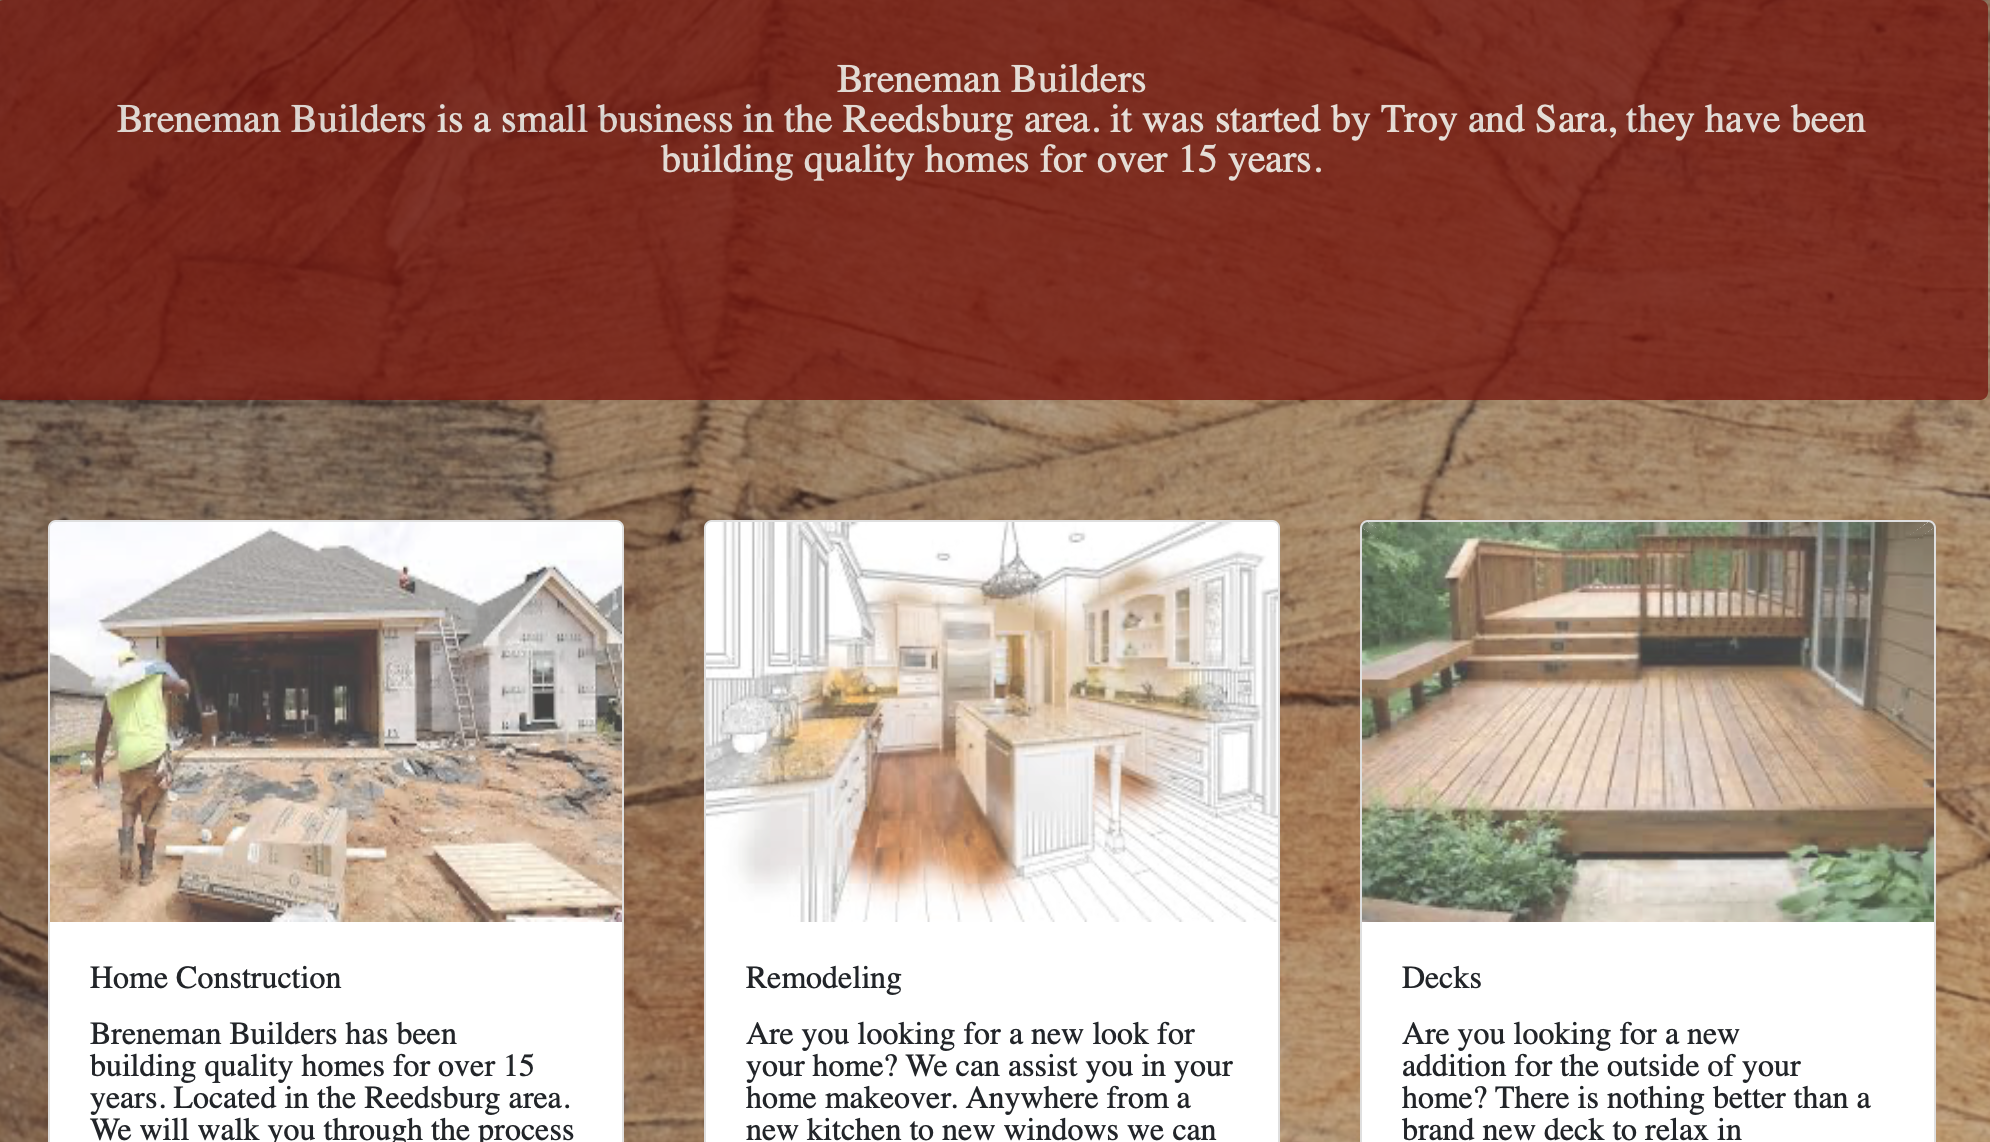 Breneman Builders
Breneman Builders is a small business in the Reedsburg area. it was started by Troy and Sara, they have been
building quality homes for over 15 years.
Home Construction
Breneman Builders has been
building quality homes for over 15
years. Located in the Reedsburg area.
We will walk you through the process
Remodeling
Are you looking for a new look for
your home? We can assist you in your
home makeover. Anywhere from a
new kitchen to new windows we can
Decks
Are you looking for a new
addition for the outside of your
home? There is nothing better than a
brand new deck to relax in